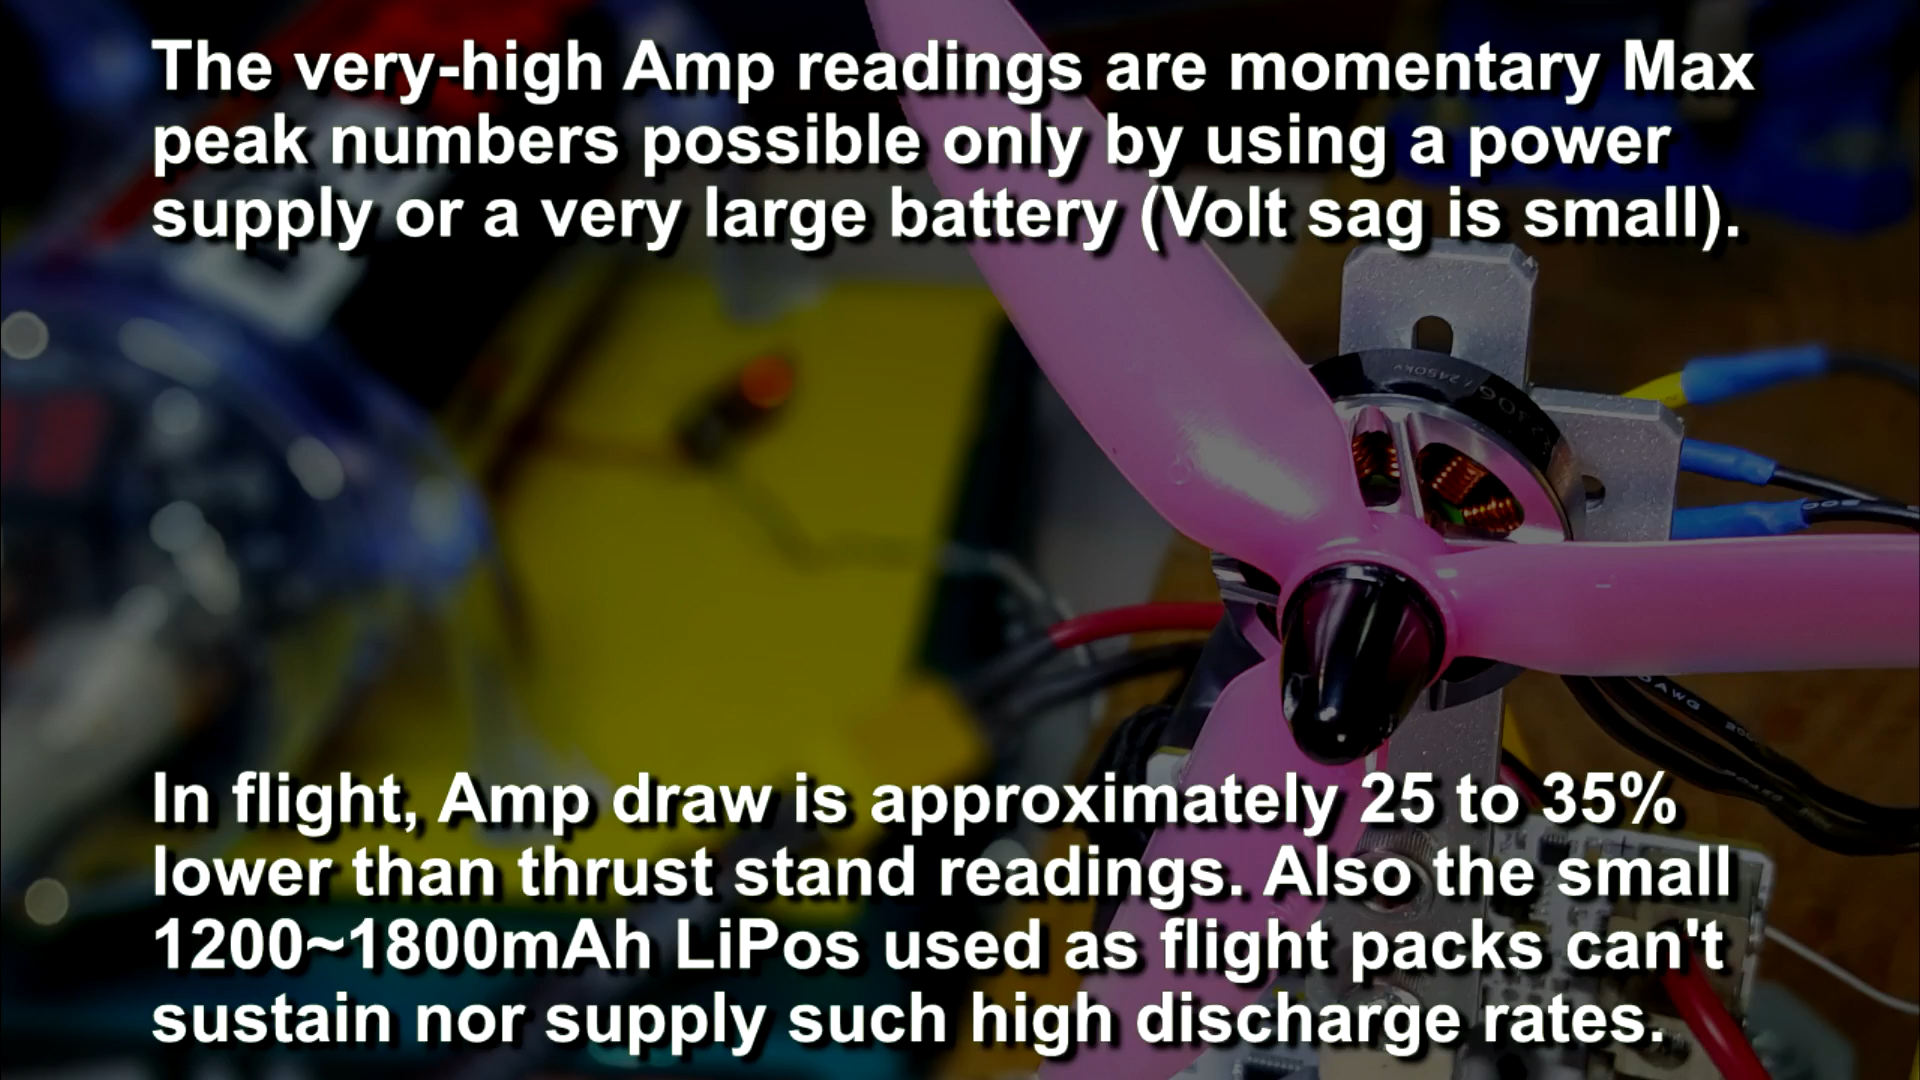 The very-high Amp readings are momentary Max
peak numbers possible only by using a power
supply or a very large battery (Volt sag is small).
2450KV
In flight, Amp draw is approximately 25 to 35%
lower than thrust stand readings. Also the small
1200~1800mAh LiPos used as flight packs can't
sustain nor supply such high discharge rates.